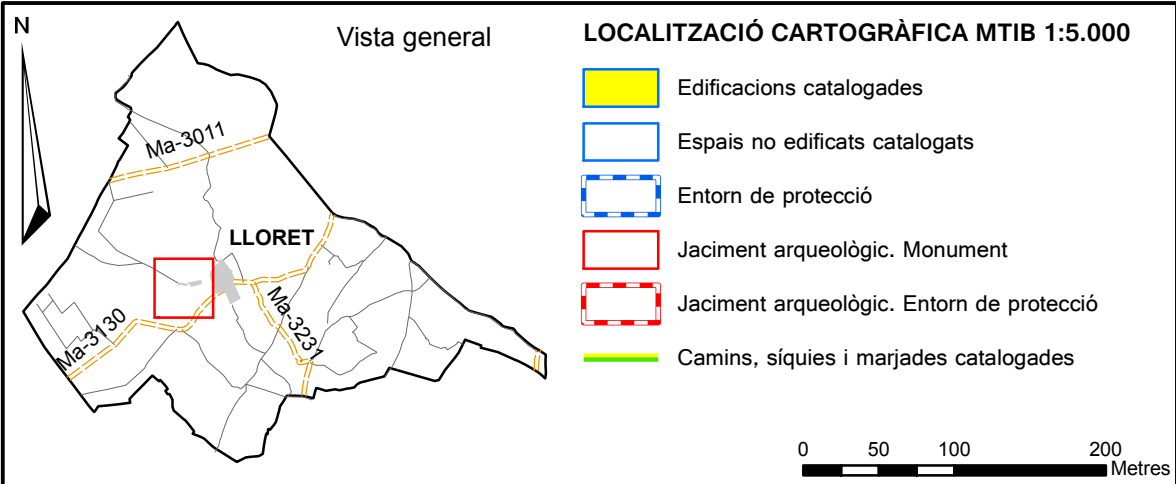 N
Vista general
Ma-3011
LLORET
Ma-3130
Ma-3231
LOCALITZACIÓ CARTOGRÀFICA MTIB 1:5.000
Edificacions catalogades
Espais no edificats catalogats
Entorn de protecció
Jaciment arqueològic. Monument
Jaciment arqueològic. Entorn de protecció
Camins, síquies i marjades catalogades
0 50 100 200
Metres